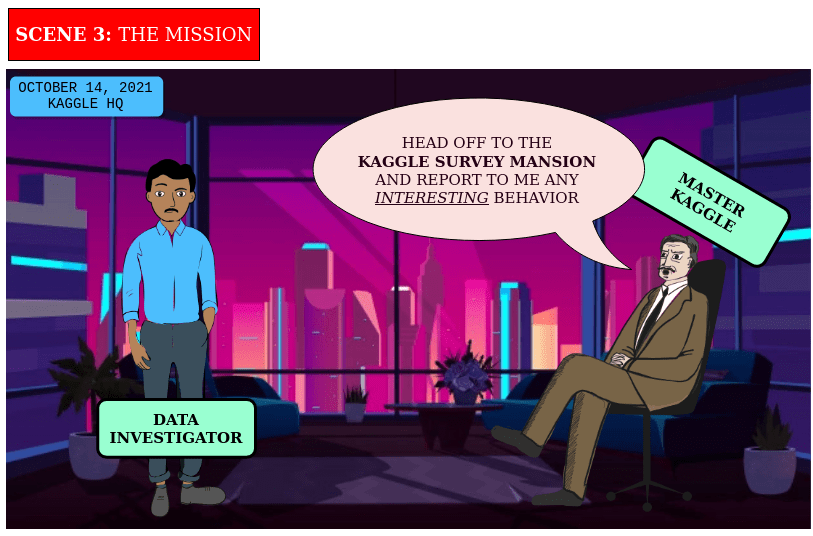 SCENE 3: THE MISSION
OCTOBER 14, 2021
KAGGLE HQ
HEAD OFF TO THE
KAGGLE SURVEY MANSION
AND REPORT TO ME ANY
INTERESTING BEHAVIOR
MASTER
KAGGLE
DATA
INVESTIGATOR